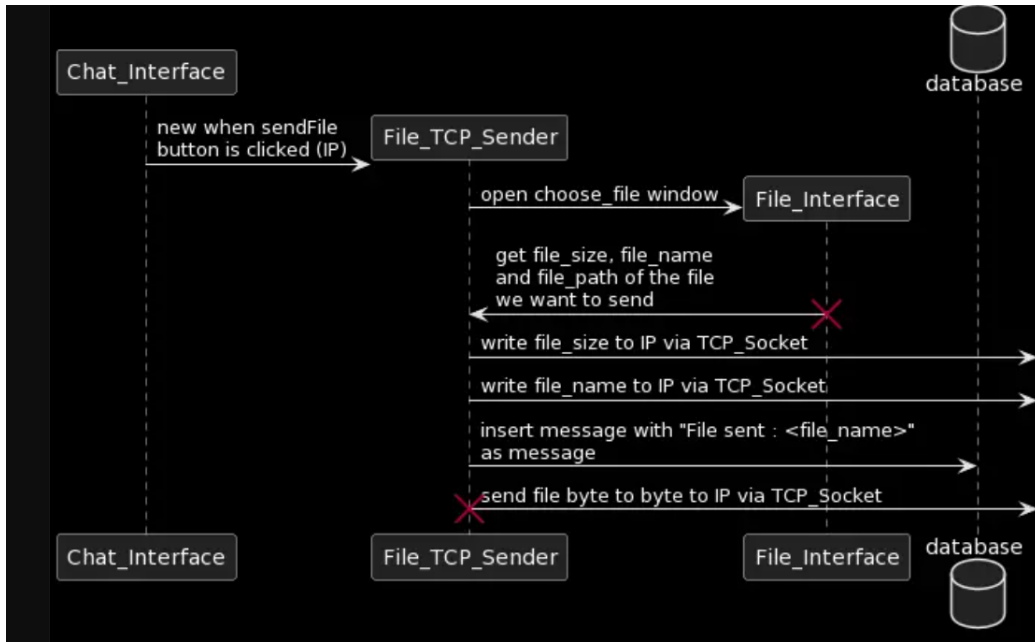 Chat_Interface
database
new when sendFile
button is clicked (IP)
File_TCP_Sender
open choose_file window
File_Interface
get file_size, file_name
and file_path of the file
we want to send
write file_size to IP via TCP_Socket
write file_name to IP via TCP_Socket
insert message with "File sent : <file_name>"
as message
send file byte to byte to IP via TCP_Socket
Chat_Interface
File_TCP_Sender
File_Interface
database